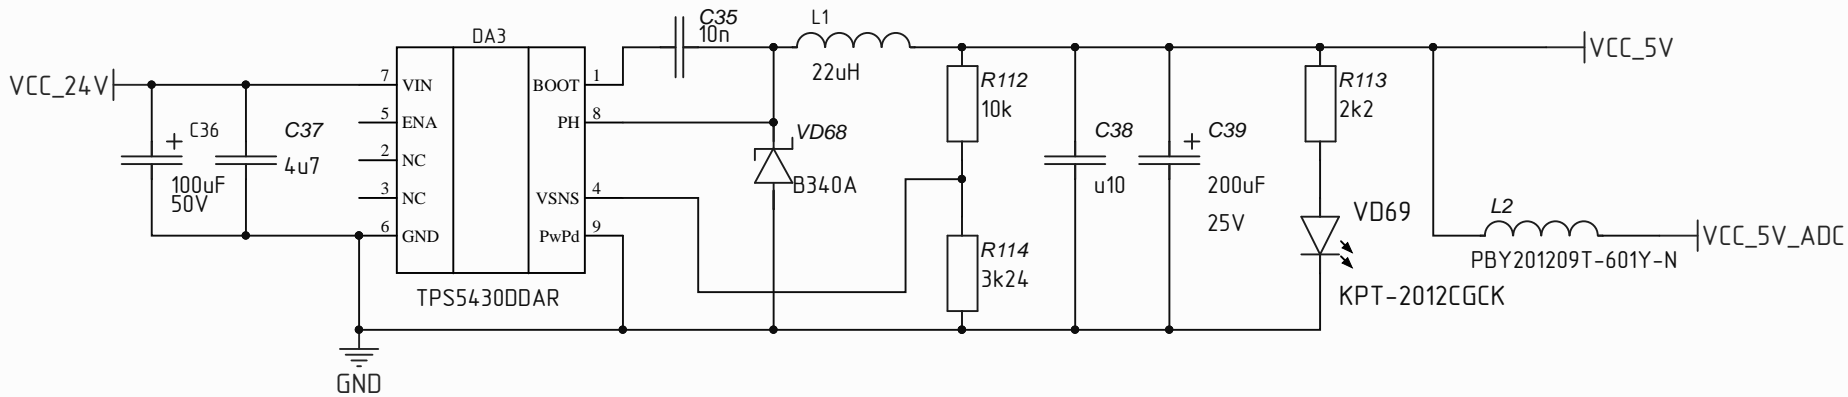 C35
10n
L1
22uH
DA3
VCC_24V
7 VIN
5 ENA
2 NC
3 NC
6 GND
BOOT 1
PH 8
VSNS 4
PwPd 9
TPS5430DDAR
+ C36
100uF
50V
C37
4u7
GND
VD68
B340A
R112
10k
R114
3k24
C38
u10
+ C39
200uF
25V
R113
2k2
VD69
KPT-2012CGCK
VCC_5V
L2
PBY201209T-601Y-N
VCC_5V_ADC